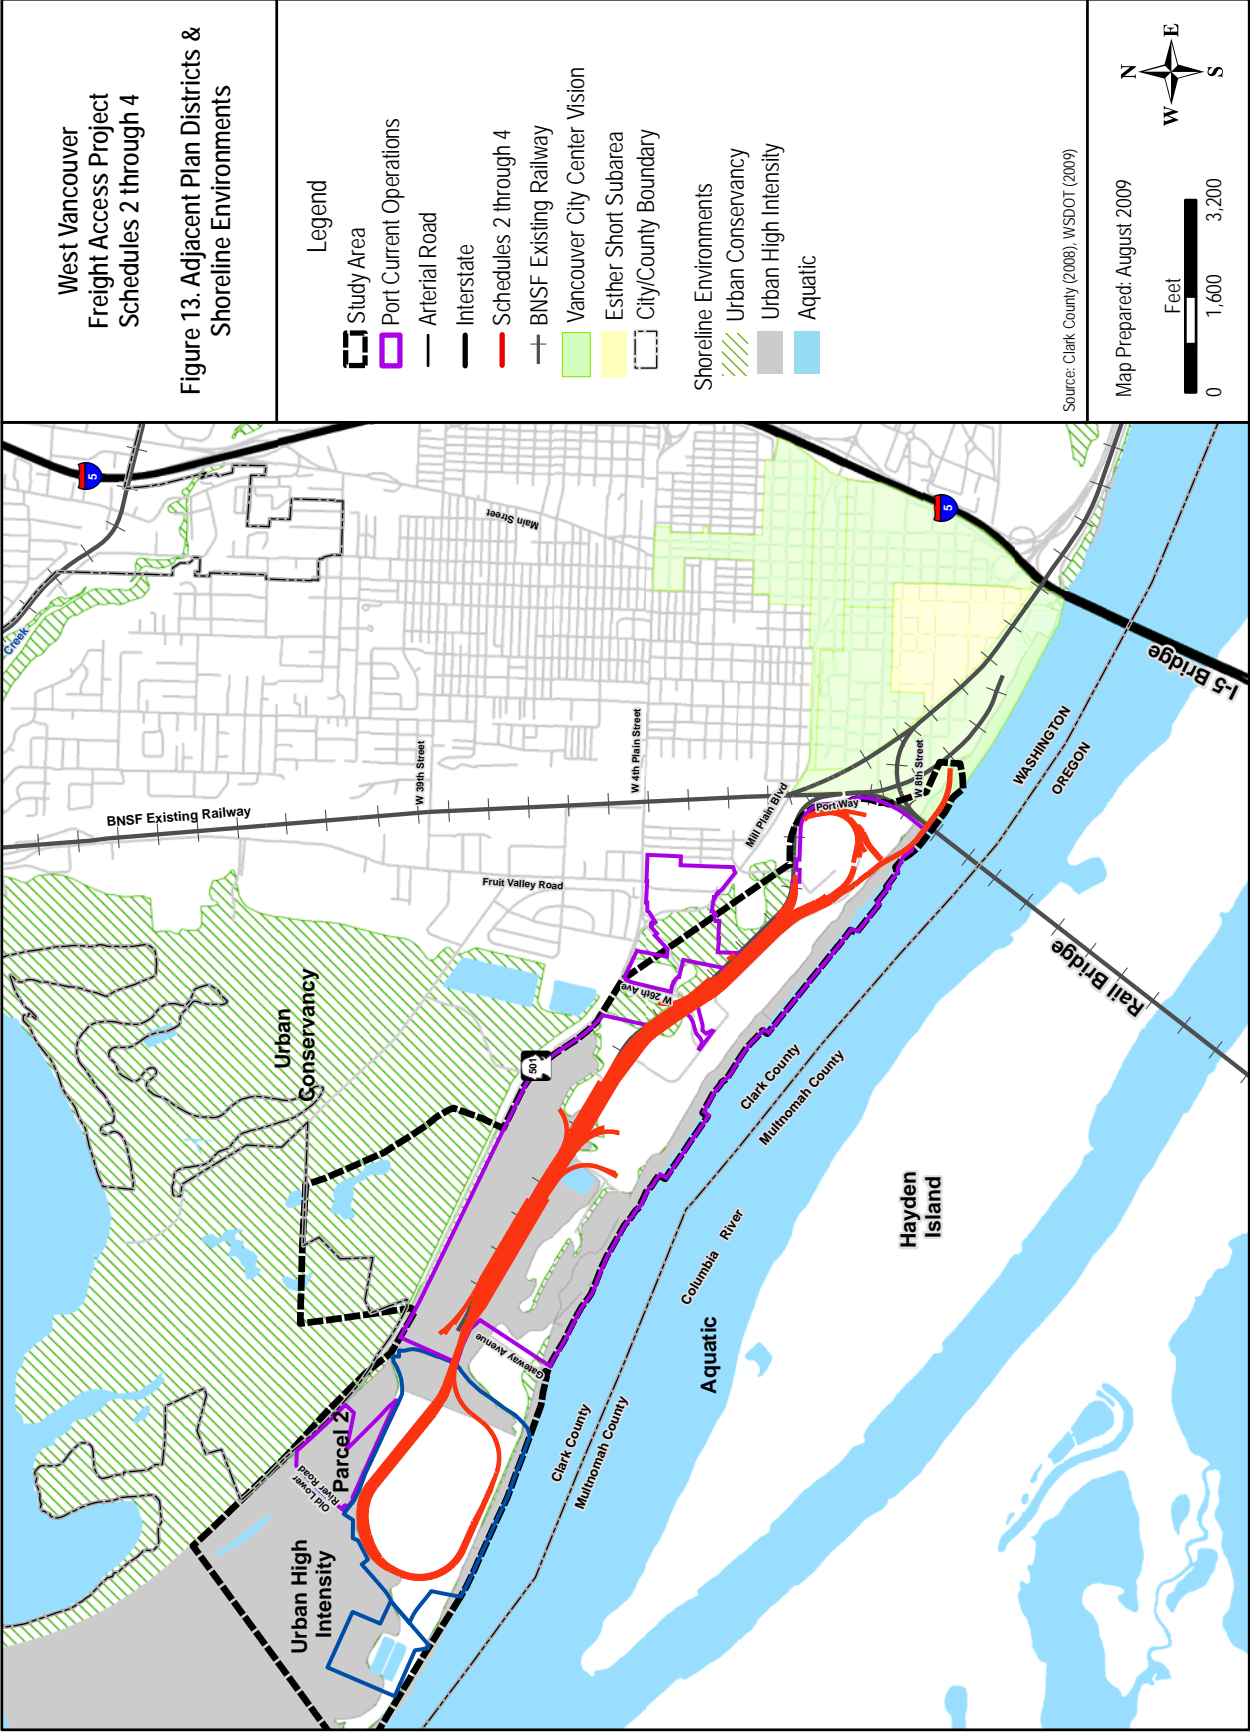 West Vancouver
Freight Access Project
Schedules 2 through 4
Figure 13. Adjacent Plan Districts &
Shoreline Environments
Legend
Study Area
Port Current Operations
Arterial Road
Interstate
Schedules 2 through 4
BNSF Existing Railway
Vancouver City Center Vision
Esther Short Subarea
City/County Boundary
Shoreline Environments
Urban Conservancy
Urban High Intensity
Aquatic
Source: Clark County (2008), WSDOT (2009)
Map Prepared: August 2009
Feet
0 1,600 3,200
N
W E
S
5
Creek
Main Street
5
I-5 Bridge
W 39th Street
W 4th Plain Street
BNSF Existing Railway
Mill Plain Blvd
Port Way
W 8th Street
WASHINGTON
OREGON
Fruit Valley Road
W 26th Ave
Rail Bridge
Urban
Conservancy
501
Clark County
Multnomah County
Columbia River
Hayden
Island
Gateway Avenue
Aquatic
Clark County
Multnomah County
Parcel 2
Old Lower
River Road
Urban High
Intensity